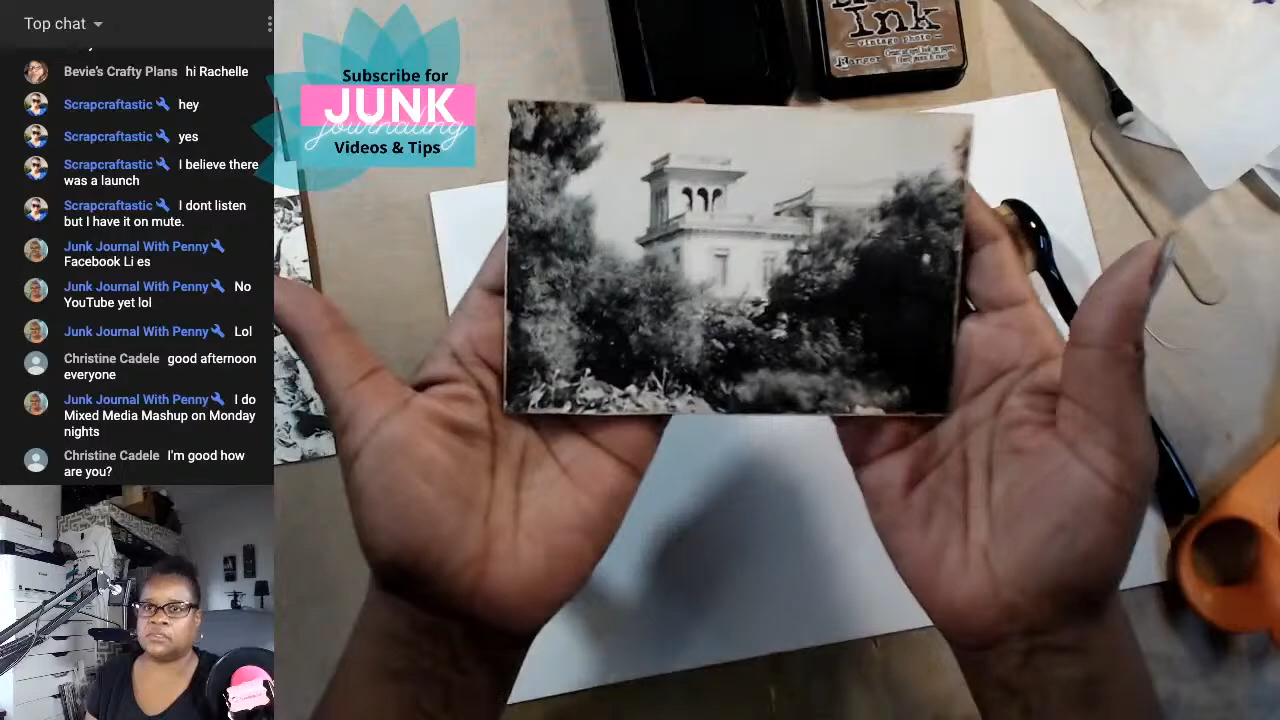 Top chat
Bevie's Crafty Plans hi Rachelle
Scrapcraftastic hey
Scrapcraftastic yes
Scrapcraftastic I believe there
was a launch
Scrapcraftastic I dont listen
but I have it on mute.
Junk Journal With Penny
Facebook Li es
Junk Journal With Penny No
YouTube yet lol
Junk Journal With Penny Lol
Christine Cadele good afternoon
everyone
Junk Journal With Penny I do
Mixed Media Mashup on Monday
nights
Christine Cadele I'm good how
are you?
Subscribe for
JUNK
journaling
Videos & Tips
Ink
vintage photo
Ranger